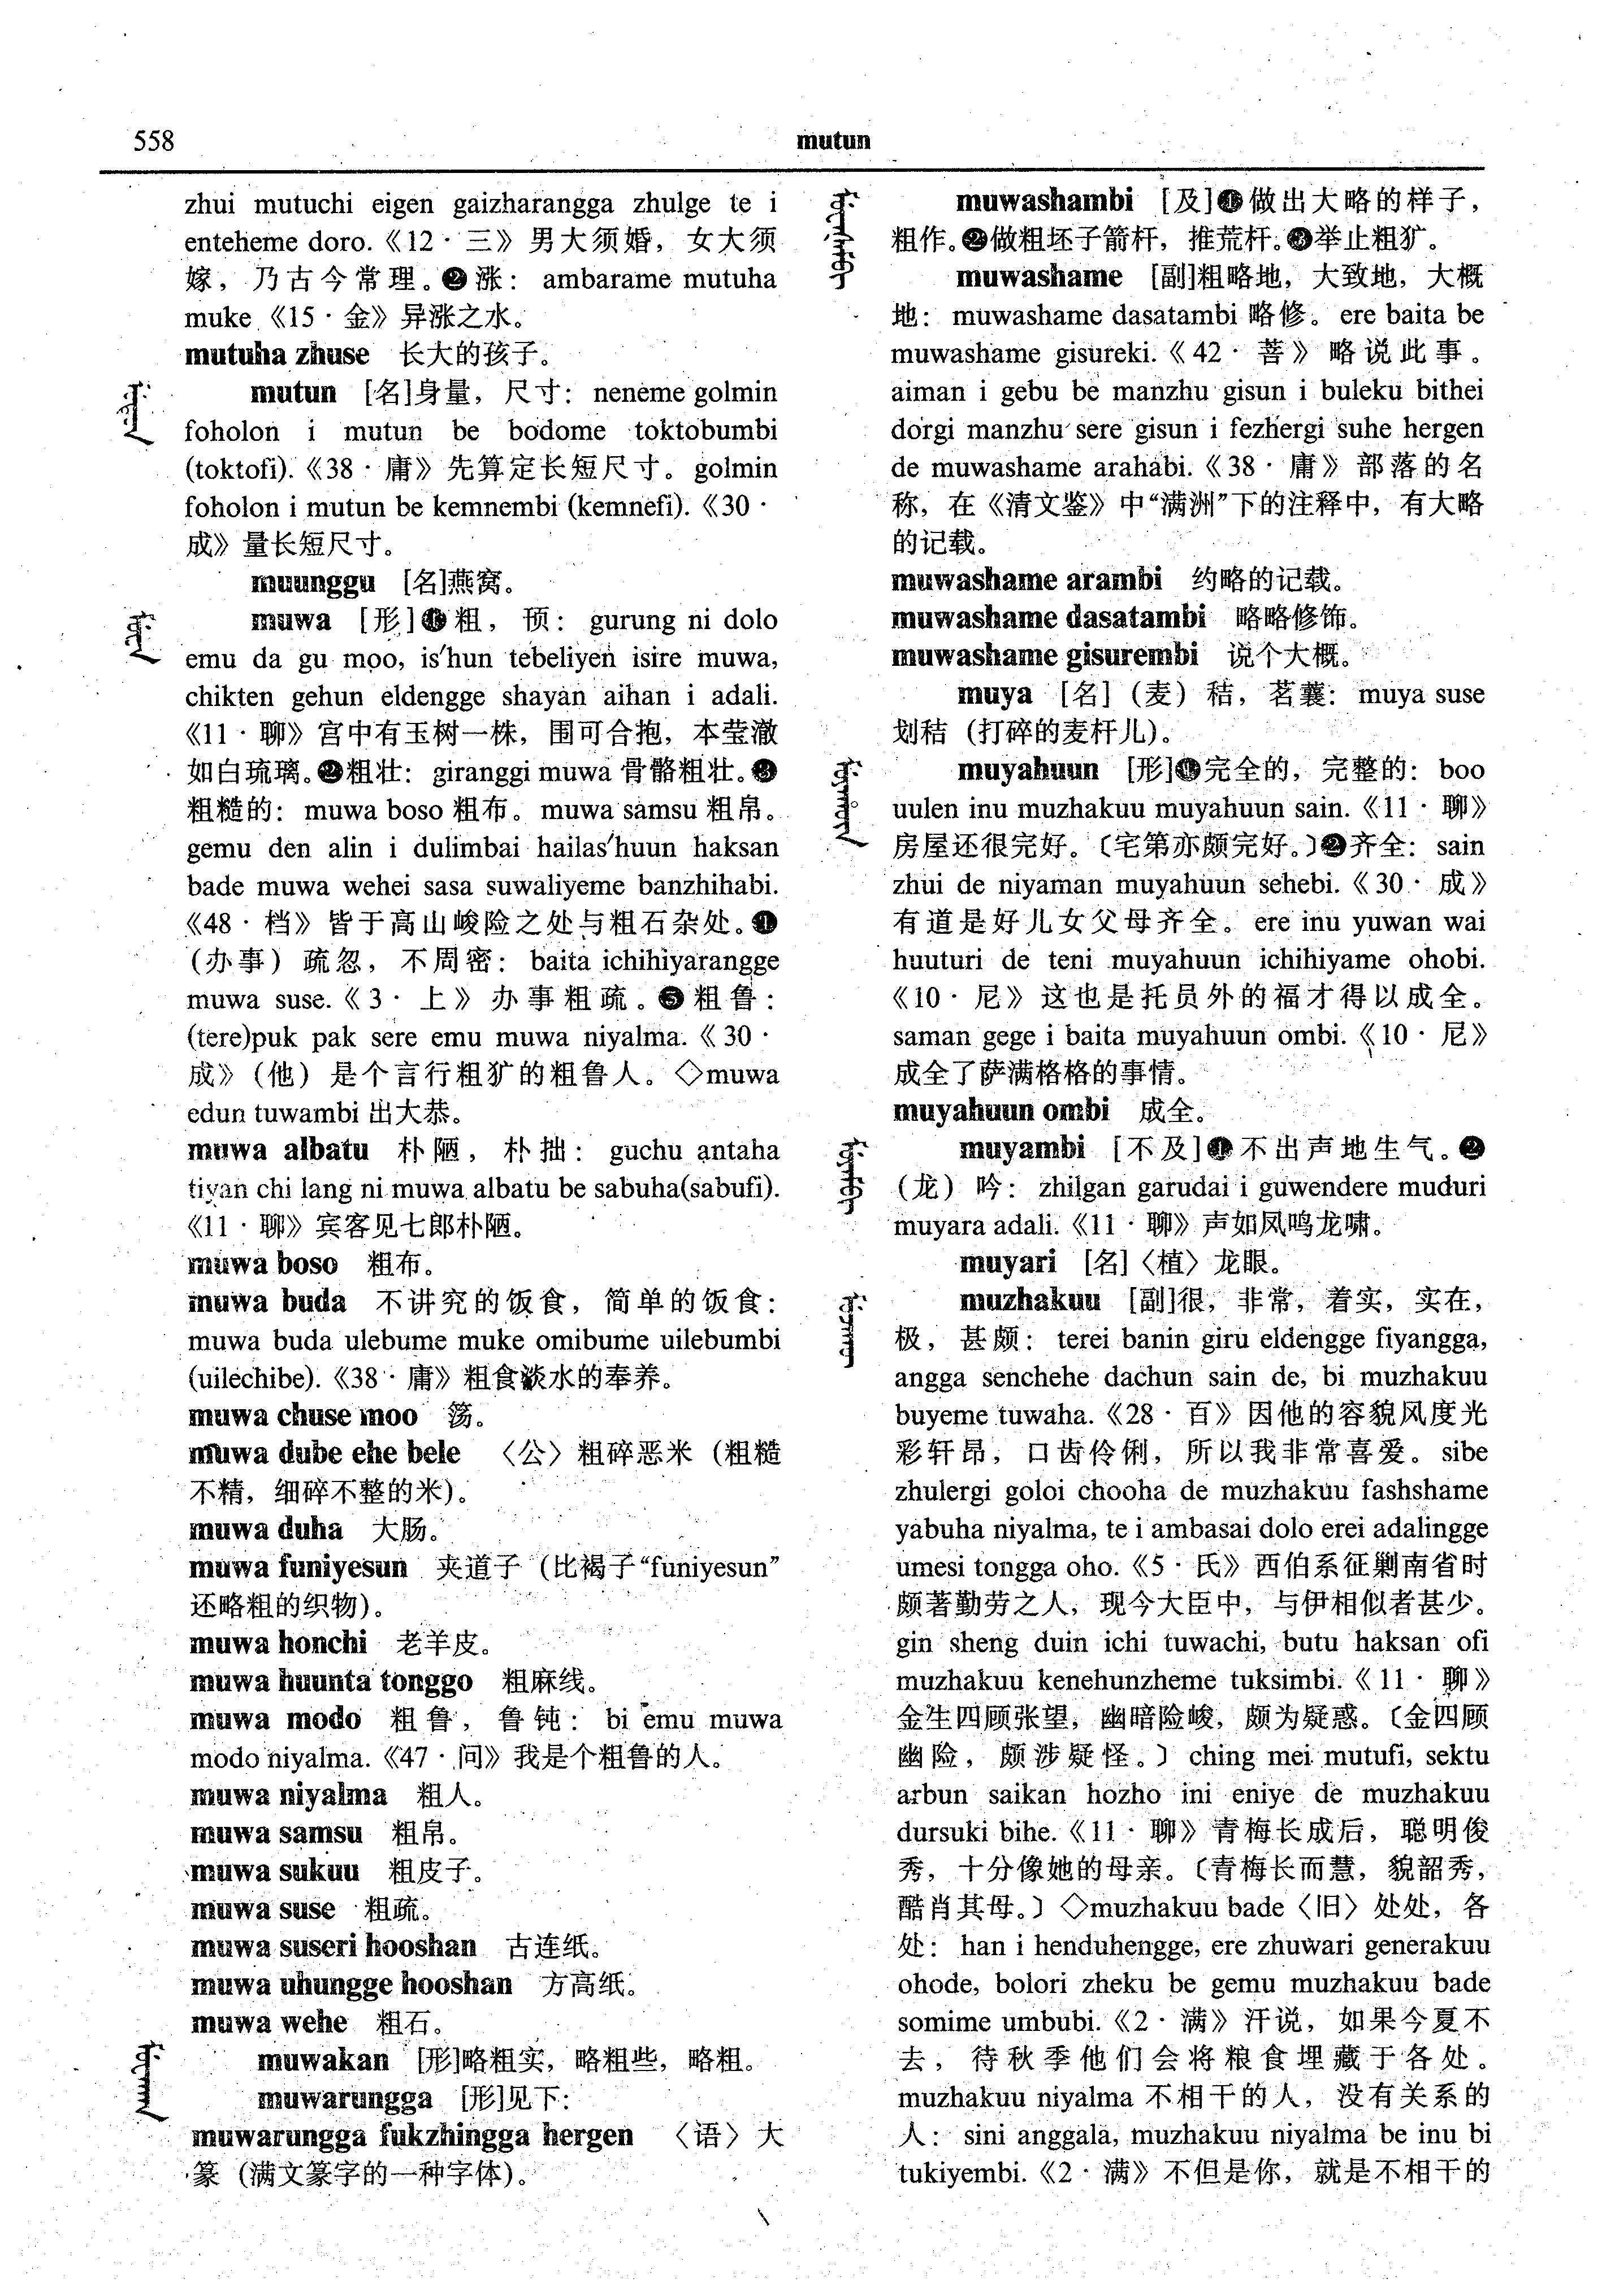 558
mutun
zhui mutuchi eigen gaizharangga zhulge te i
enteheme doro.《12·三》男大须婚，女大须
嫁，乃古今常理。❷涨：ambarame mutuha
muke《15·金》异涨之水。
mutuha zhuse 长大的孩子。
mutun [名]身量，尺寸：neneme golmin
foholon i mutun be bodome toktobumbi
(toktofi).《38·庸》先算定长短尺寸。golmin
foholon i mutun be kemnembi (kemnefi).《30·
成》量长短尺寸。
muunggu [名]燕窝。
muwa [形]❶粗，预：gurung ni dolo
emu da gu moo, is'hun tebeliyen isire muwa,
chikten gehun eldengge shayan aihan i adali.
《11·聊》宫中有玉树一株，围可合抱，本莹澈
如白琉璃。❷粗壮：giranggi muwa 骨骼粗壮。❸
粗糙的：muwa boso 粗布。muwa samsu 粗帛。
gemu den alin i dulimbai hailas'huun haksan
bade muwa wehei sasa suwaliyeme banzhihabi.
《48·档》皆于高山峻险之处与粗石杂处。❶
(办事) 疏忽，不周密：baita ichihiyarangge
muwa suse.《3·上》办事粗疏。❺粗鲁：
(tere)puk pak sere emu muwa niyalma.《30·
成》(他) 是个言行粗犷的粗鲁人。◇muwa
edun tuwambi 出大恭。
muwa albatu 朴陋，朴拙：guchu antaha
tiyan chi lang ni muwa albatu be sabuha(sabufi).
《11·聊》宾客见七郎朴陋。
muwa boso 粗布。
muwa buda 不讲究的饭食，简单的饭食：
muwa buda ulebume muke omibume uilebumbi
(uilechibe).《38·庸》粗食淡水的奉养。
muwa chuse moo 簜。
muwa dube ehe bele 〈公〉粗碎恶米（粗糙
不精，细碎不整的米）。
muwa duha 大肠。
muwa funiyesun 夹道子（比褐子“funiyesun”
还略粗的织物）。
muwa honchi 老羊皮。
muwa huunta tonggo 粗麻线。
muwa modo 粗鲁，鲁钝：bi emu muwa
modo niyalma.《47·问》我是个粗鲁的人。
muwa niyalma 粗人。
muwa samsu 粗帛。
muwa sukuu 粗皮子。
muwa suse 粗疏。
muwa suseri hooshan 古连纸。
muwa uhungge hooshan 方高纸。
muwa wehe 粗石。
muwakan [形]略粗实，略粗些，略粗。
muwarungga [形]见下：
muwarungga fukzhingga hergen 〈语〉大
篆（满文篆字的一种字体）。
muwashambi [及]❶做出大略的样子，
粗作。❷做粗坯子箭杆，推荒杆。❸举止粗犷。
muwashame [副]粗略地，大致地，大概
地：muwashame dasatambi 略修。ere baita be
muwashame gisureki.《42·菩》略说此事。
aiman i gebu be manzhu gisun i buleku bithei
dorgi manzhu sere gisun i fezhergi suhe hergen
de muwashame arahabi.《38·庸》部落的名
称，在《清文鉴》中“满洲”下的注释中，有大略
的记载。
muwashame arambi 约略的记载。
muwashame dasatambi 略略修饰。
muwashame gisurembi 说个大概。
muya [名]（麦）秸，茗蘘：muya suse
划秸（打碎的麦杆儿）。
muyahuun [形]❶完全的，完整的：boo
uulen inu muzhakuu muyahuun sain.《11·聊》
房屋还很完好。〔宅第亦颇完好。〕❷齐全：sain
zhui de niyaman muyahuun sehebi.《30·成》
有道是好儿女父母齐全。ere inu yuwan wai
huuturi de teni muyahuun ichihiyame ohobi.
《10·尼》这也是托员外的福才得以成全。
saman gege i baita muyahuun ombi.《10·尼》
成全了萨满格格的事情。
muyahuun ombi 成全。
muyambi [不及]❶不出声地生气。❷
（龙）吟：zhilgan garudai i guwendere muduri
muyara adali.《11·聊》声如凤鸣龙啸。
muyari [名]〈植〉龙眼。
muzhakuu [副]很，非常，着实，实在，
极，甚颇：terei banin giru eldengge fiyangga,
angga senchehe dachun sain de, bi muzhakuu
buyeme tuwaha.《28·百》因他的容貌风度光
彩轩昂，口齿伶俐，所以我非常喜爱。sibe
zhulergi goloi chooha de muzhakuu fashshame
yabuha niyalma, te i ambasai dolo erei adalingge
umesi tongga oho.《5·氏》西伯系征剿南省时
颇著勤劳之人，现今大臣中，与伊相似者甚少。
gin sheng duin ichi tuwachi, butu haksan ofi
muzhakuu kenehunzheme tuksimbi.《11·聊》
金生四顾张望，幽暗险峻，颇为疑惑。〔金四顾
幽险，颇涉疑怪。〕ching mei mutufi, sektu
arbun saikan hozho ini eniye de muzhakuu
dursuki bihe.《11·聊》青梅长成后，聪明俊
秀，十分像她的母亲。〔青梅长而慧，貌韶秀，
酷肖其母。〕◇muzhakuu bade〈旧〉处处，各
处：han i henduhengge, ere zhuwari generakuu
ohode, bolori zheku be gemu muzhakuu bade
somime umbubi.《2·满》汗说，如果今夏不
去，待秋季他们会将粮食埋藏于各处。
muzhakuu niyalma 不相干的人，没有关系的
人：sini anggala, muzhakuu niyalma be inu bi
tukiyembi.《2·满》不但是你，就是不相干的